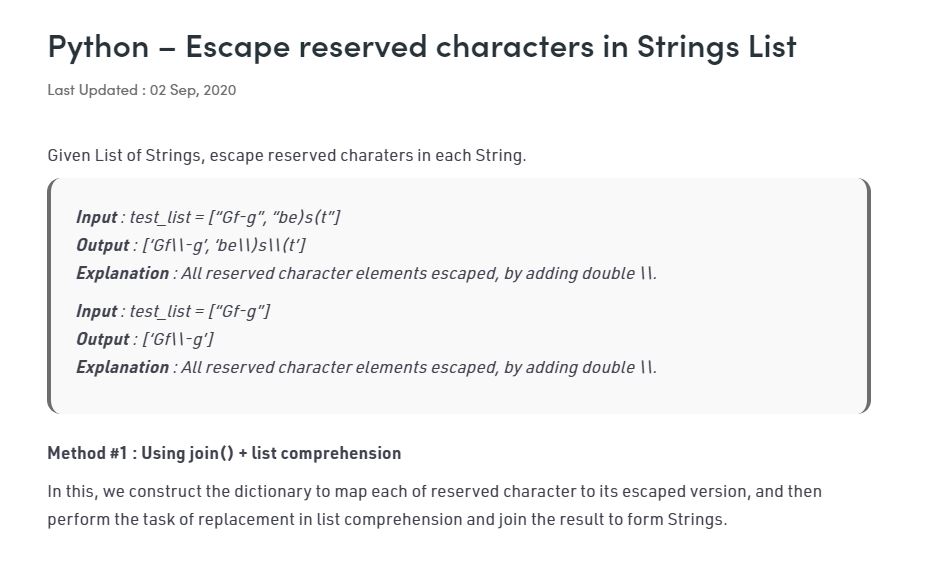 Python – Escape reserved characters in Strings List
Last Updated : 02 Sep, 2020
Given List of Strings, escape reserved charaters in each String.
Input : test_list = [“Gf-g”, “be)s(t”]
Output : [‘Gf\\-g’, ‘be\\)s\\(t’]
Explanation : All reserved character elements escaped, by adding double \\.
Input : test_list = [“Gf-g”]
Output : [‘Gf\\-g’]
Explanation : All reserved character elements escaped, by adding double \\.
Method #1 : Using join() + list comprehension
In this, we construct the dictionary to map each of reserved character to its escaped version, and then
perform the task of replacement in list comprehension and join the result to form Strings.